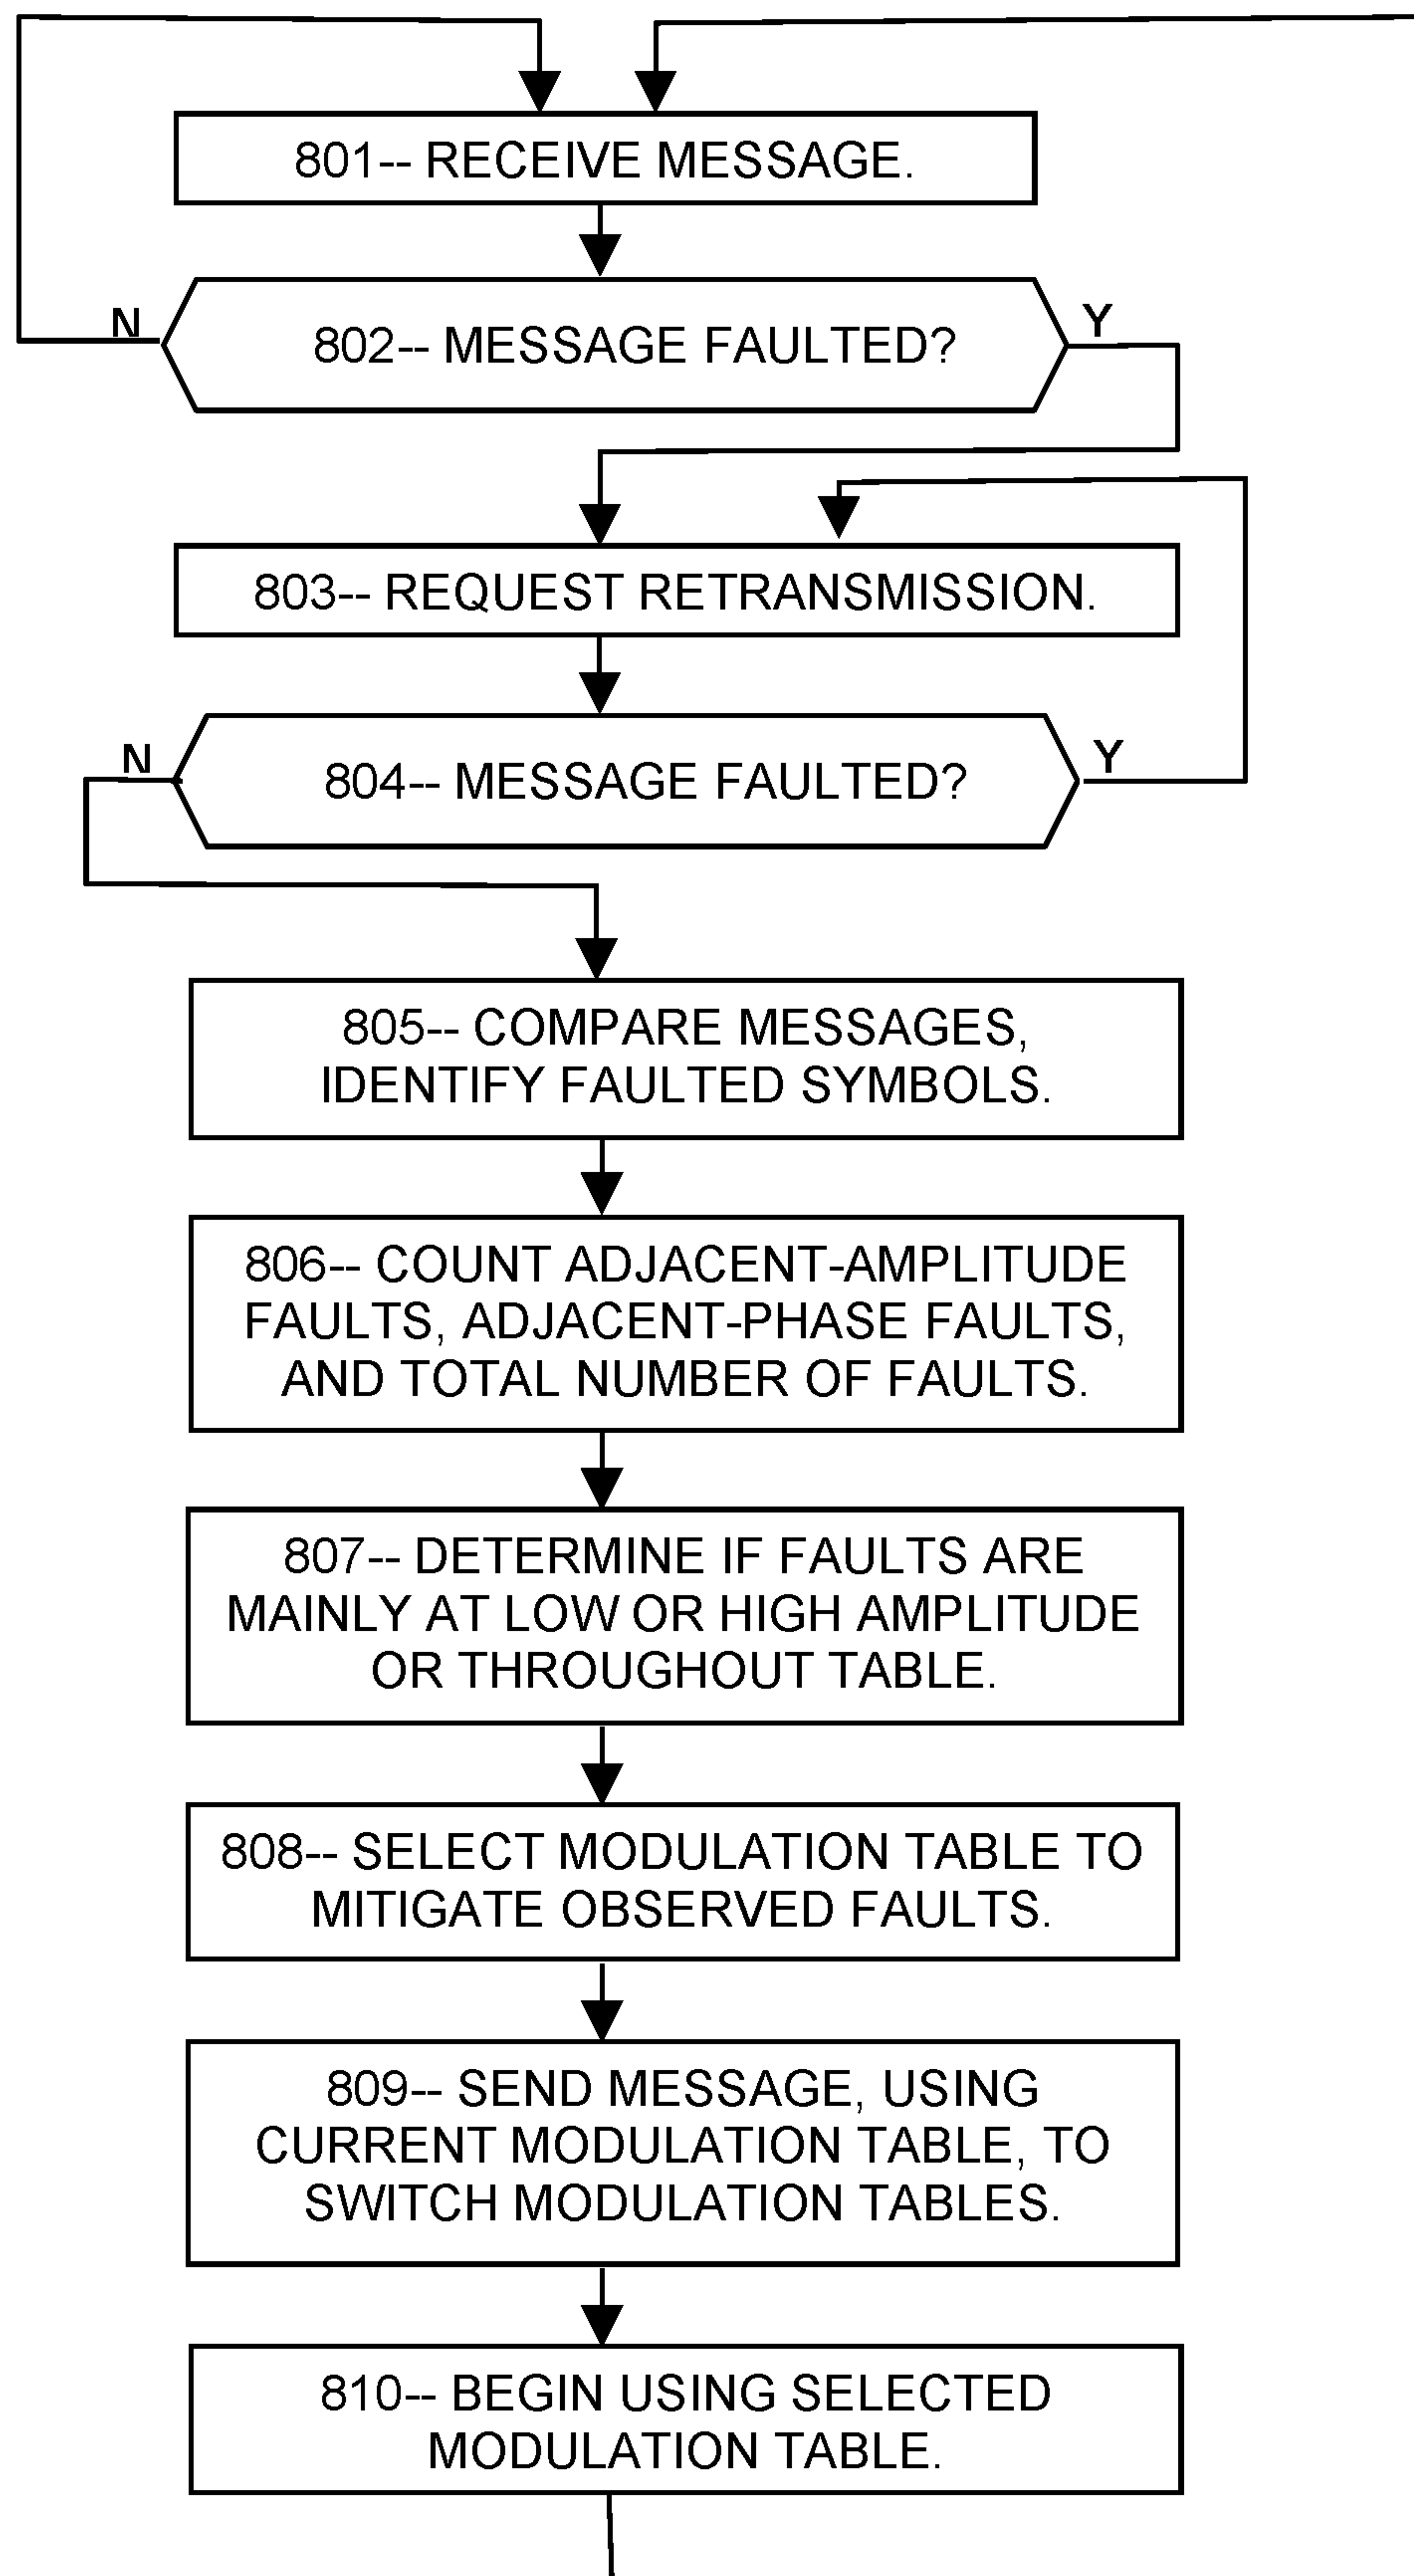 801-- RECEIVE MESSAGE.
N
Y
802-- MESSAGE FAULTED?
803-- REQUEST RETRANSMISSION.
N
Y
804-- MESSAGE FAULTED?
805-- COMPARE MESSAGES,
IDENTIFY FAULTED SYMBOLS.
806-- COUNT ADJACENT-AMPLITUDE
FAULTS, ADJACENT-PHASE FAULTS,
AND TOTAL NUMBER OF FAULTS.
807-- DETERMINE IF FAULTS ARE
MAINLY AT LOW OR HIGH AMPLITUDE
OR THROUGHOUT TABLE.
808-- SELECT MODULATION TABLE TO
MITIGATE OBSERVED FAULTS.
809-- SEND MESSAGE, USING
CURRENT MODULATION TABLE, TO
SWITCH MODULATION TABLES.
810-- BEGIN USING SELECTED
MODULATION TABLE.